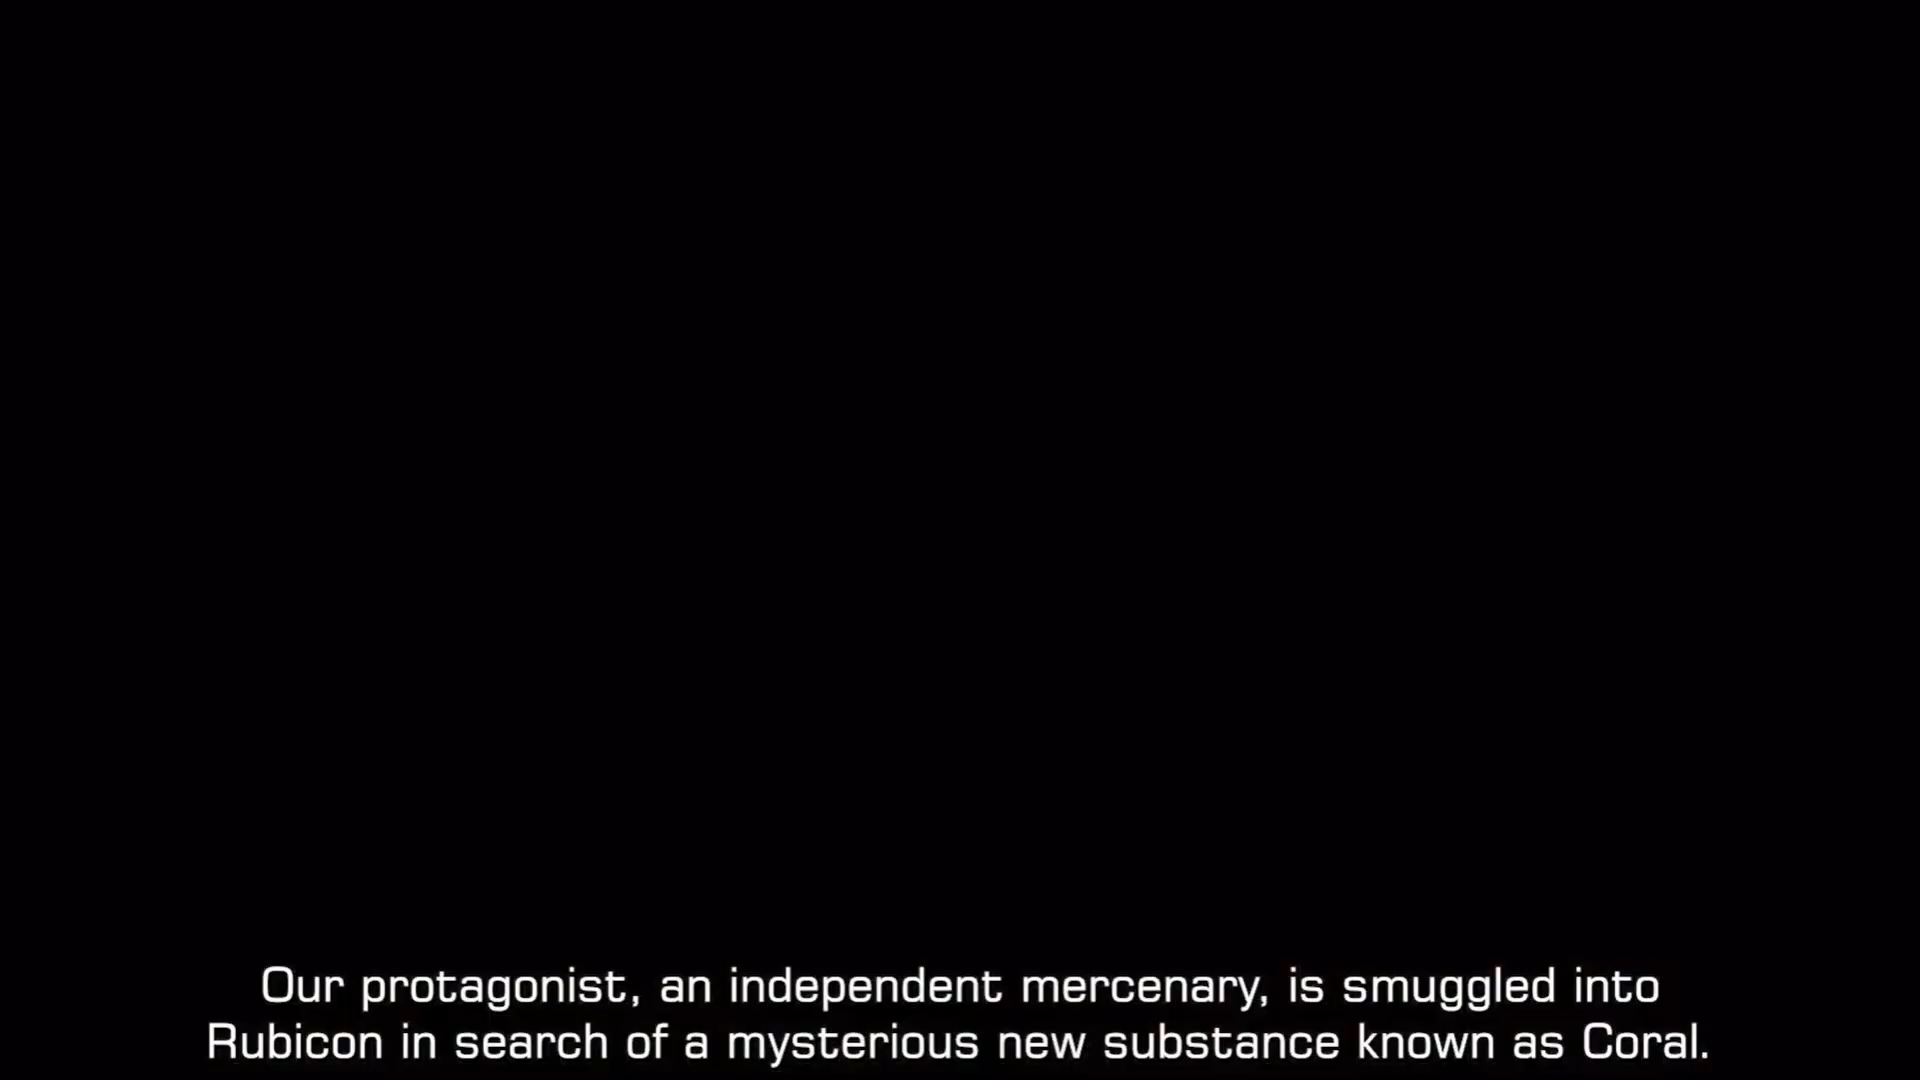 Our protagonist, an independent mercenary, is smuggled into
Rubicon in search of a mysterious new substance known as Coral.